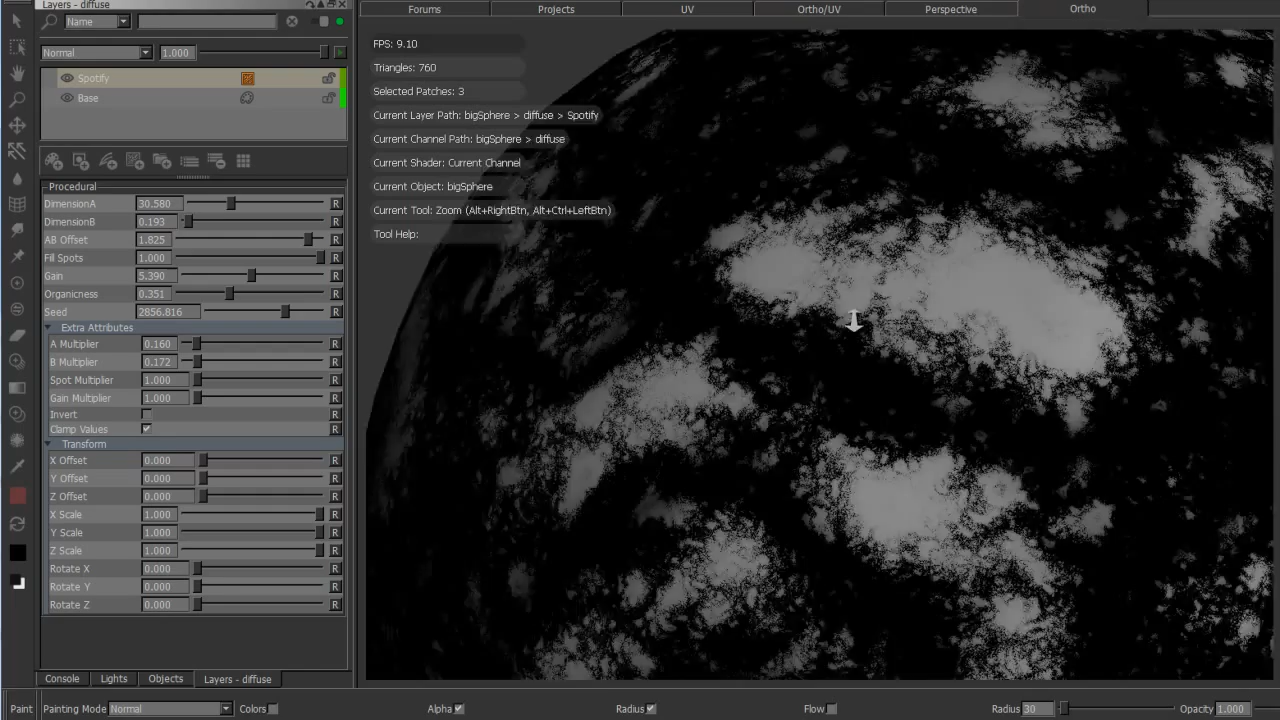 Layers - diffuse
Forums Projects UV Ortho/UV Perspective Ortho
Name
Normal 1.000
Spotify
Base
Procedural
DimensionA 30.580 R
DimensionB 0.193 R
AB Offset 1.825 R
Fill Spots 1.000 R
Gain 5.390 R
Organicness 0.351 R
Seed 2856.816 R
Extra Attributes
A Multiplier 0.160 R
B Multiplier 0.172 R
Spot Multiplier 1.000 R
Gain Multiplier 1.000 R
Invert R
Clamp Values R
Transform
X Offset 0.000 R
Y Offset 0.000 R
Z Offset 0.000 R
X Scale 1.000 R
Y Scale 1.000 R
Z Scale 1.000 R
Rotate X 0.000 R
Rotate Y 0.000 R
Rotate Z 0.000 R
Console Lights Objects Layers - diffuse
FPS: 9.10
Triangles: 760
Selected Patches: 3
Current Layer Path: bigSphere > diffuse > Spotify
Current Channel Path: bigSphere > diffuse
Current Shader: Current Channel
Current Object: bigSphere
Current Tool: Zoom (Alt+RightBtn, Alt+Ctrl+LeftBtn)
Tool Help:
Paint Painting Mode Normal Colors Alpha Radius Flow Radius 30 Opacity 1.000